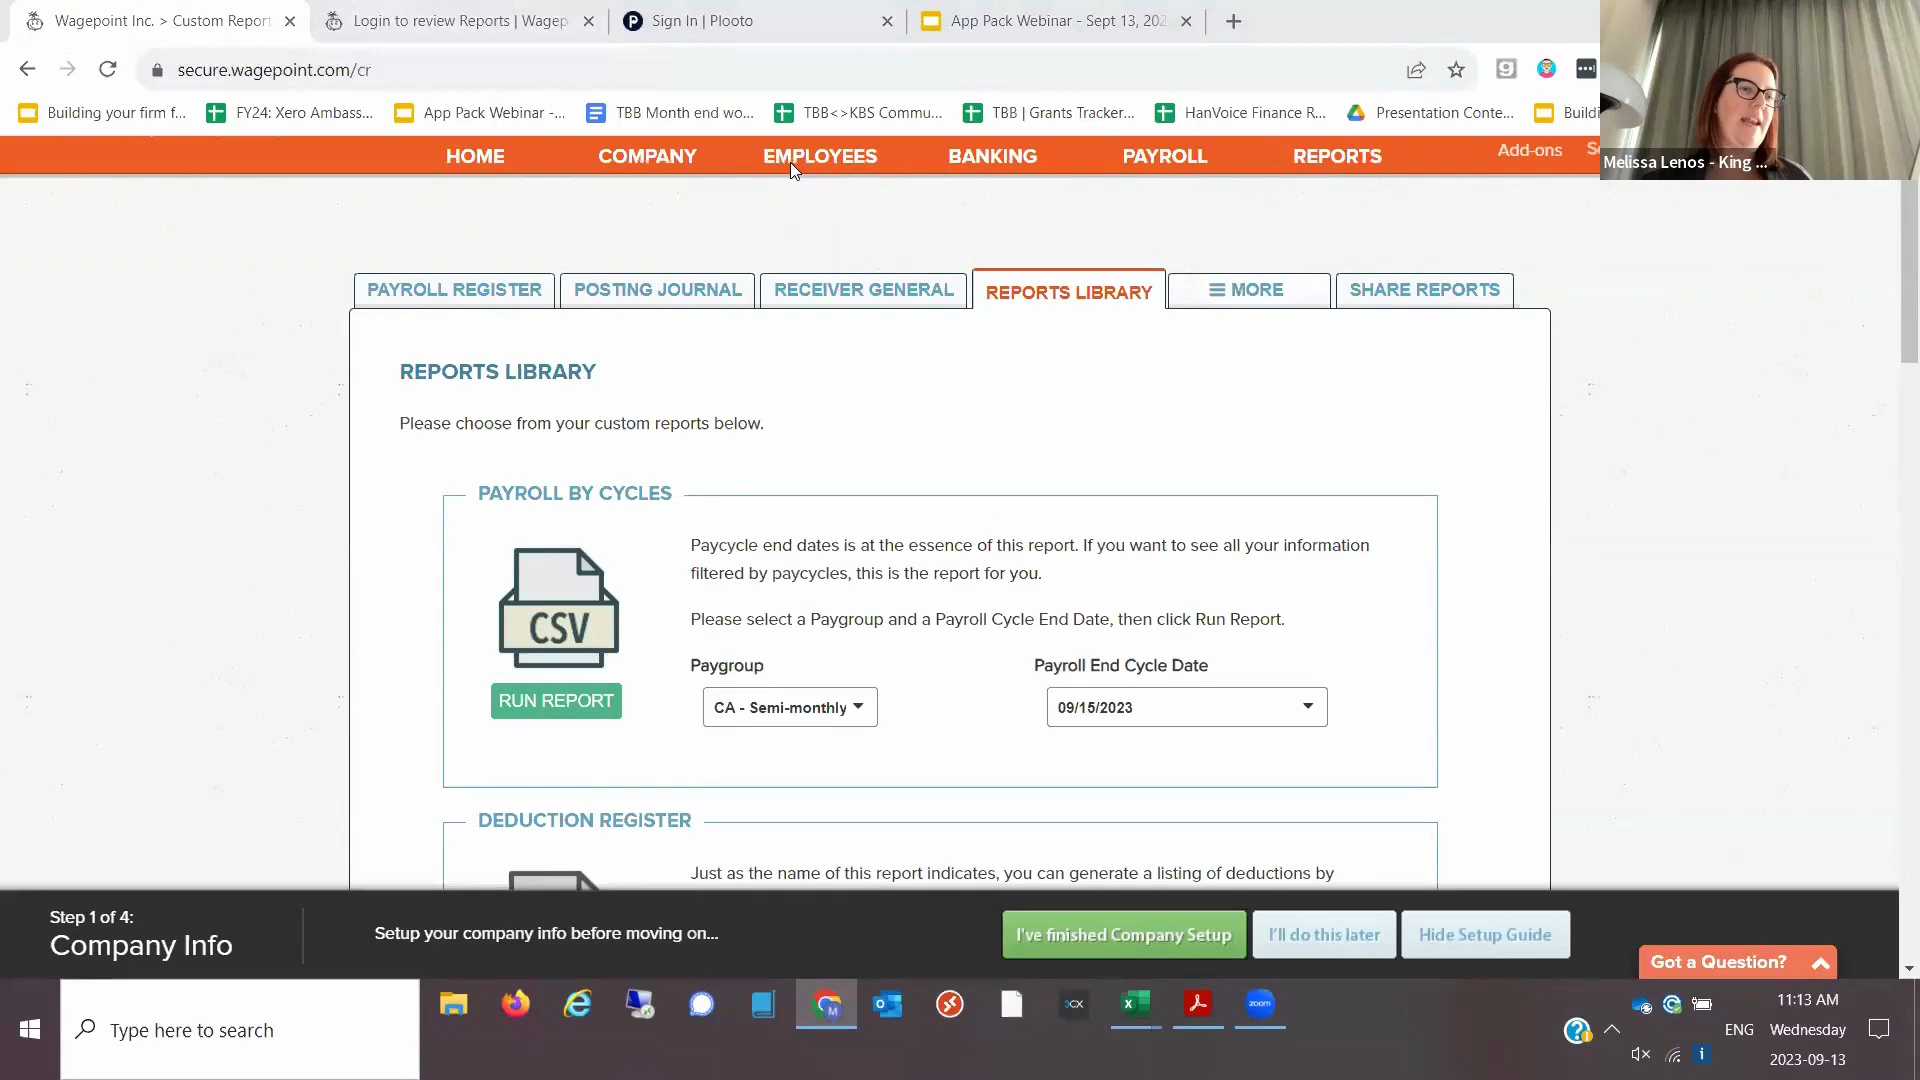 Wagepoint Inc. > Custom Report
Login to review Reports | Wagep
Sign In | Plooto
App Pack Webinar - Sept 13, 202
secure.wagepoint.com/cr
Building your firm f...
FY24: Xero Ambass...
App Pack Webinar -...
TBB Month end wo...
TBB<>KBS Commu...
TBB | Grants Tracker...
HanVoice Finance R...
Presentation Conte...
Buildi
HOME
COMPANY
EMPLOYEES
BANKING
PAYROLL
REPORTS
Add-ons
Melissa Lenos - King ...
PAYROLL REGISTER
POSTING JOURNAL
RECEIVER GENERAL
REPORTS LIBRARY
MORE
SHARE REPORTS
REPORTS LIBRARY
Please choose from your custom reports below.
PAYROLL BY CYCLES
Paycycle end dates is at the essence of this report. If you want to see all your information
filtered by paycycles, this is the report for you.
CSV
Please select a Paygroup and a Payroll Cycle End Date, then click Run Report.
Paygroup
Payroll End Cycle Date
RUN REPORT
CA - Semi-monthly
09/15/2023
DEDUCTION REGISTER
Just as the name of this report indicates, you can generate a listing of deductions by
Step 1 of 4:
Company Info
Setup your company info before moving on...
I've finished Company Setup
I'll do this later
Hide Setup Guide
Got a Question?
Type here to search
3CX
zoom
11:13 AM
ENG
Wednesday
2023-09-13